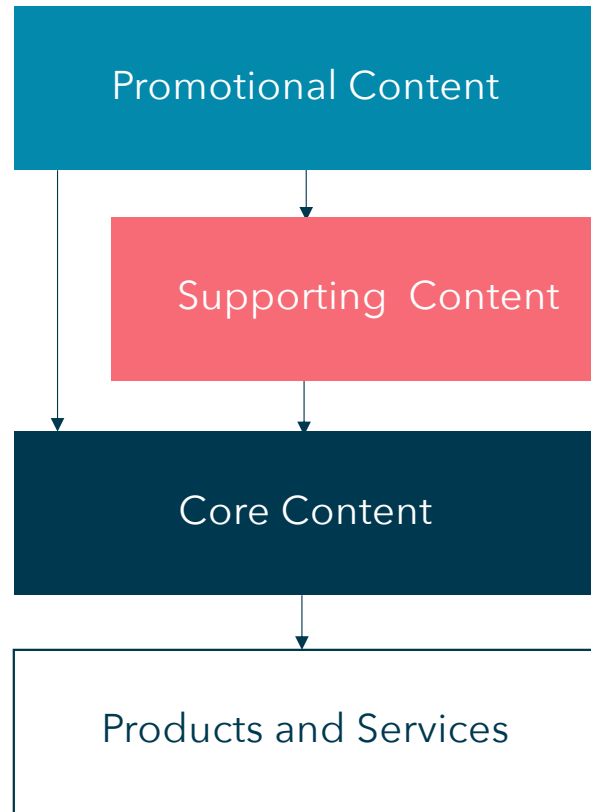 Promotional Content
Supporting Content
Core Content
Products and Services